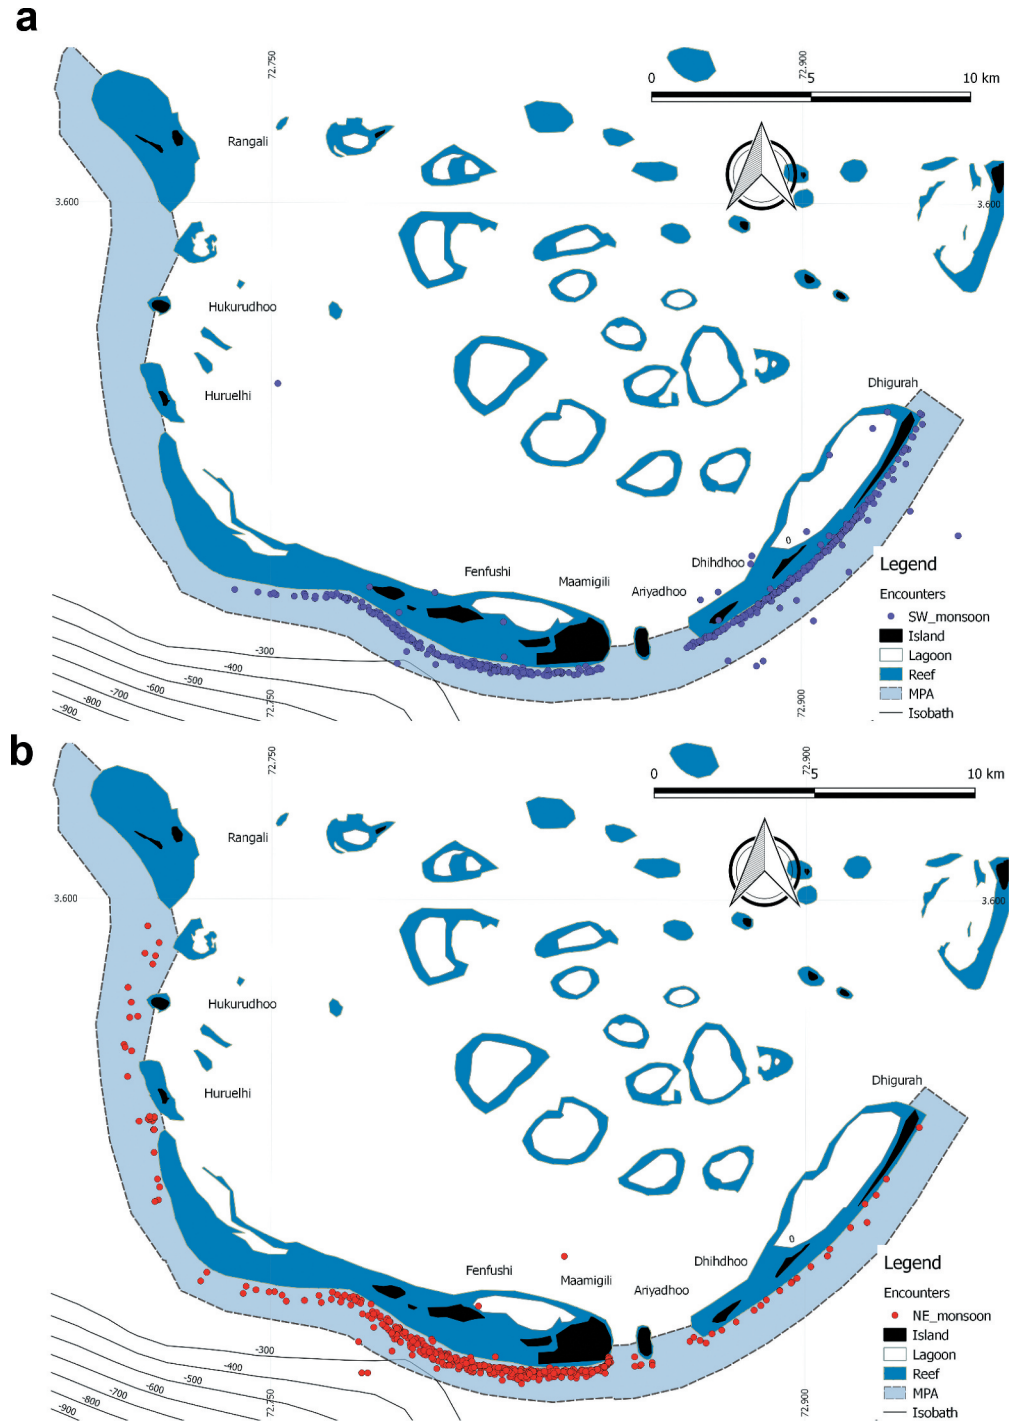 a
72.750
72.900
0 5 10 km
Rangali
3.600
3.600
Hukurudhoo
Huruelhi
Dhigurah
0
Dhihdhoo
Fenfushi
Maamigili
Ariyadhoo
Legend
Encounters
SW_monsoon
Island
Lagoon
Reef
MPA
Isobath
-300
-400
-500
-600
-700
-800
-900
72.750
72.900
b
72.750
72.900
0 5 10 km
Rangali
3.600
3.600
Hukurudhoo
Huruelhi
Dhigurah
0
Dhihdhoo
Fenfushi
Maamigili
Ariyadhoo
Legend
Encounters
NE_monsoon
Island
Lagoon
Reef
MPA
Isobath
-300
-400
-500
-600
-700
-800
-900
72.750
72.900